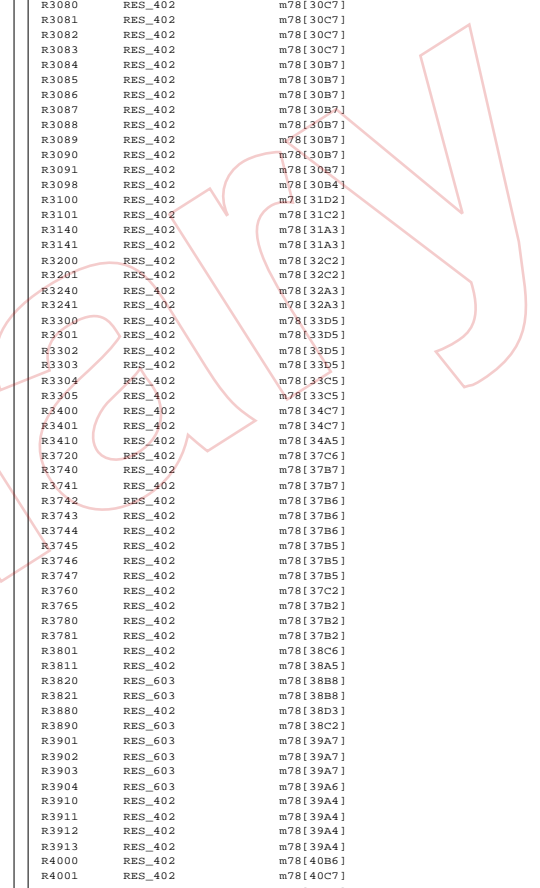 R3080 RES_402 m78[30C7]
R3081 RES_402 m78[30C7]
R3082 RES_402 m78[30C7]
R3083 RES_402 m78[30C7]
R3084 RES_402 m78[30B7]
R3085 RES_402 m78[30B7]
R3086 RES_402 m78[30B7]
R3087 RES_402 m78[30B7]
R3088 RES_402 m78[30B7]
R3089 RES_402 m78[30B7]
R3090 RES_402 m78[30B7]
R3091 RES_402 m78[30B7]
R3098 RES_402 m78[30B4]
R3100 RES_402 m78[31D2]
R3101 RES_402 m78[31C2]
R3140 RES_402 m78[31A3]
R3141 RES_402 m78[31A3]
R3200 RES_402 m78[32C2]
R3201 RES_402 m78[32C2]
R3240 RES_402 m78[32A3]
R3241 RES_402 m78[32A3]
R3300 RES_402 m78[33D5]
R3301 RES_402 m78[33D5]
R3302 RES_402 m78[33D5]
R3303 RES_402 m78[33D5]
R3304 RES_402 m78[33C5]
R3305 RES_402 m78[33C5]
R3400 RES_402 m78[34C7]
R3401 RES_402 m78[34C7]
R3410 RES_402 m78[34A5]
R3720 RES_402 m78[37C6]
R3740 RES_402 m78[37B7]
R3741 RES_402 m78[37B7]
R3742 RES_402 m78[37B6]
R3743 RES_402 m78[37B6]
R3744 RES_402 m78[37B6]
R3745 RES_402 m78[37B5]
R3746 RES_402 m78[37B5]
R3747 RES_402 m78[37B5]
R3760 RES_402 m78[37C2]
R3765 RES_402 m78[37B2]
R3780 RES_402 m78[37B2]
R3781 RES_402 m78[37B2]
R3801 RES_402 m78[38C6]
R3811 RES_402 m78[38A5]
R3820 RES_603 m78[38B8]
R3821 RES_603 m78[38B8]
R3880 RES_402 m78[38D3]
R3890 RES_603 m78[38C2]
R3901 RES_603 m78[39A7]
R3902 RES_603 m78[39A7]
R3903 RES_603 m78[39A7]
R3904 RES_603 m78[39A6]
R3910 RES_402 m78[39A4]
R3911 RES_402 m78[39A4]
R3912 RES_402 m78[39A4]
R3913 RES_402 m78[39A4]
R4000 RES_402 m78[40B6]
R4001 RES_402 m78[40C7]